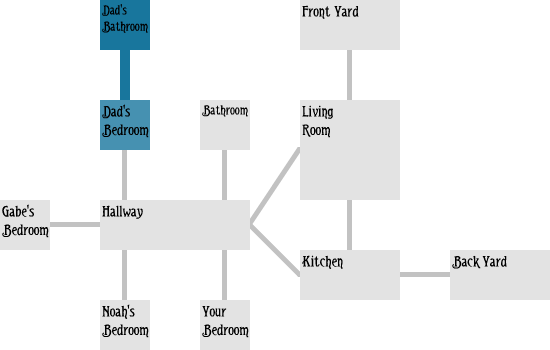 Dad's
Bathroom
Front Yard
Dad's
Bedroom
Bathroom
Living
Room
Gabe's
Bedroom
Hallway
Kitchen
Back Yard
Noah's
Bedroom
Your
Bedroom